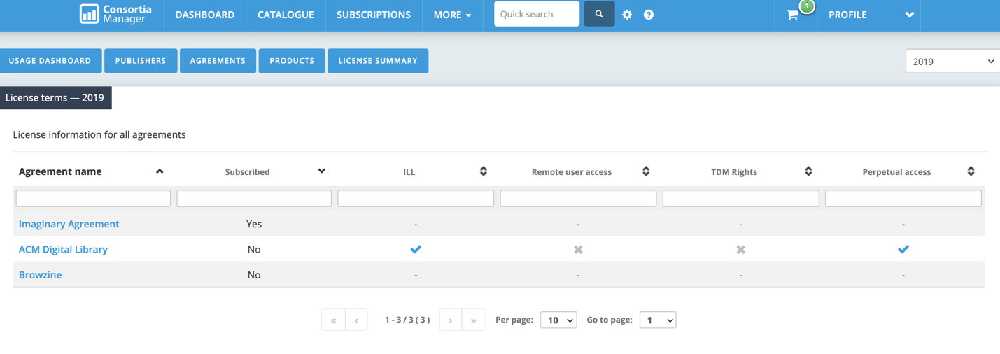 Consortia
Manager
DASHBOARD CATALOGUE SUBSCRIPTIONS MORE Quick search ? 1 PROFILE
USAGE DASHBOARD PUBLISHERS AGREEMENTS PRODUCTS LICENSE SUMMARY 2019
License terms — 2019
License information for all agreements
Agreement name Subscribed ILL Remote user access TDM Rights Perpetual access
Imaginary Agreement Yes - - - -
ACM Digital Library No ✔ ✖ ✖ ✔
Browzine No - - - -
« ‹ 1 - 3 / 3 ( 3 ) › » Per page: 10 Go to page: 1